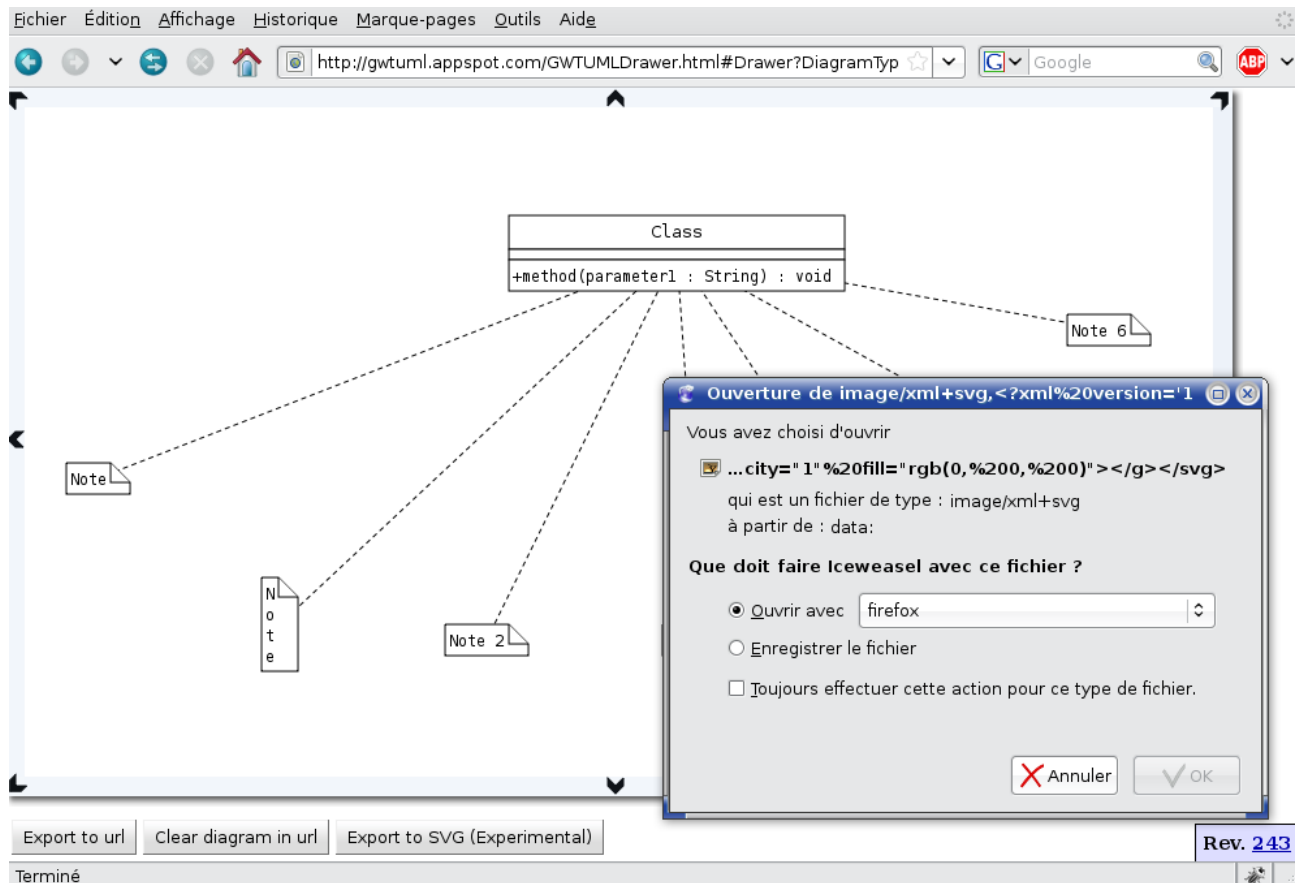 Fichier Édition Affichage Historique Marque-pages Outils Aide
http://gwtuml.appspot.com/GWTUMLDrawer.html#Drawer?DiagramTyp
G Google
ABP
Class
+method(parameter1 : String) : void
Note 6
Note
N
o
t
e
Note 2
Ouverture de image/xml+svg,<?xml%20version='1
Vous avez choisi d'ouvrir
...city="1"%20fill="rgb(0,%200,%200)"></g></svg>
qui est un fichier de type : image/xml+svg
à partir de : data:
Que doit faire Iceweasel avec ce fichier ?
Ouvrir avec firefox
Enregistrer le fichier
Toujours effectuer cette action pour ce type de fichier.
Annuler OK
Export to url Clear diagram in url Export to SVG (Experimental)
Rev. 243
Terminé